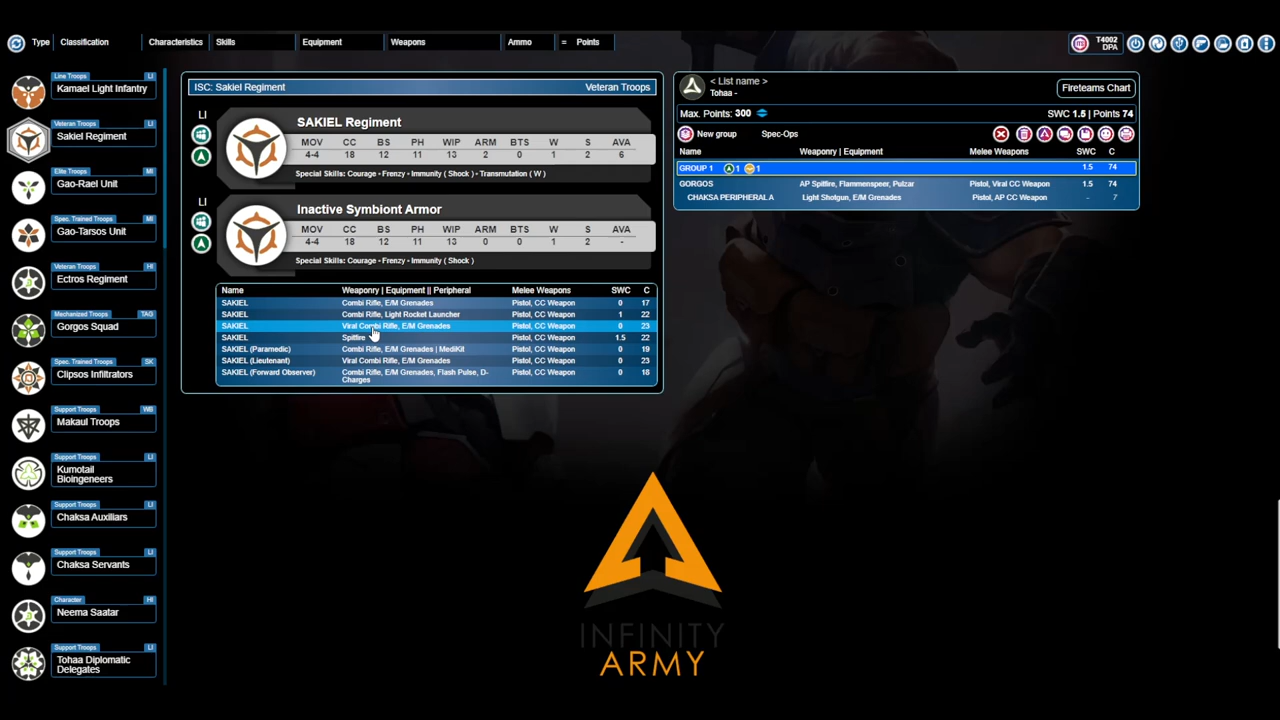 Type Classification Characteristics Skills Equipment Weapons Ammo = Points
ITS T4002 DPA
Line Troops LI
Kamael Light Infantry
Veteran Troops LI
Sakiel Regiment
Elite Troops MI
Gao-Rael Unit
Spec. Trained Troops MI
Gao-Tarsos Unit
Veteran Troops HI
Ectros Regiment
Mechanized Troops TAG
Gorgos Squad
Spec. Trained Troops SK
Clipsos Infiltrators
Support Troops WB
Makaul Troops
Support Troops LI
Kumotail
Bioingeneers
Support Troops LI
Chaksa Auxiliars
Support Troops LI
Chaksa Servants
Character HI
Neema Saatar
Support Troops LI
Tohaa Diplomatic
Delegates
ISC: Sakiel Regiment Veteran Troops
LI
SAKIEL Regiment
MOV CC BS PH WIP ARM BTS W S AVA
4-4 18 12 11 13 2 0 1 2 6
Special Skills: Courage • Frenzy • Immunity ( Shock ) • Transmutation ( W )
LI
Inactive Symbiont Armor
MOV CC BS PH WIP ARM BTS W S AVA
4-4 18 12 11 13 0 0 1 2 -
Special Skills: Courage • Frenzy • Immunity ( Shock )
Name Weaponry | Equipment || Peripheral Melee Weapons SWC C
SAKIEL Combi Rifle, E/M Grenades Pistol, CC Weapon 0 17
SAKIEL Combi Rifle, Light Rocket Launcher Pistol, CC Weapon 1 22
SAKIEL Viral Combi Rifle, E/M Grenades Pistol, CC Weapon 0 23
SAKIEL Spitfire Pistol, CC Weapon 1.5 22
SAKIEL (Paramedic) Combi Rifle, E/M Grenades | MediKit Pistol, CC Weapon 0 19
SAKIEL (Lieutenant) Viral Combi Rifle, E/M Grenades Pistol, CC Weapon 0 23
SAKIEL (Forward Observer) Combi Rifle, E/M Grenades, Flash Pulse, D-Charges Pistol, CC Weapon 0 18
< List name >
Tohaa -
Fireteams Chart
Max. Points: 300 SWC 1.5 | Points 74
New group Spec-Ops
Name Weaponry | Equipment Melee Weapons SWC C
GROUP 1 1 1 1.5 74
GORGOS AP Spitfire, Flammenspeer, Pulzar Pistol, Viral CC Weapon 1.5 74
CHAKSA PERIPHERAL A Light Shotgun, E/M Grenades Pistol, AP CC Weapon - 7
INFINITY
ARMY